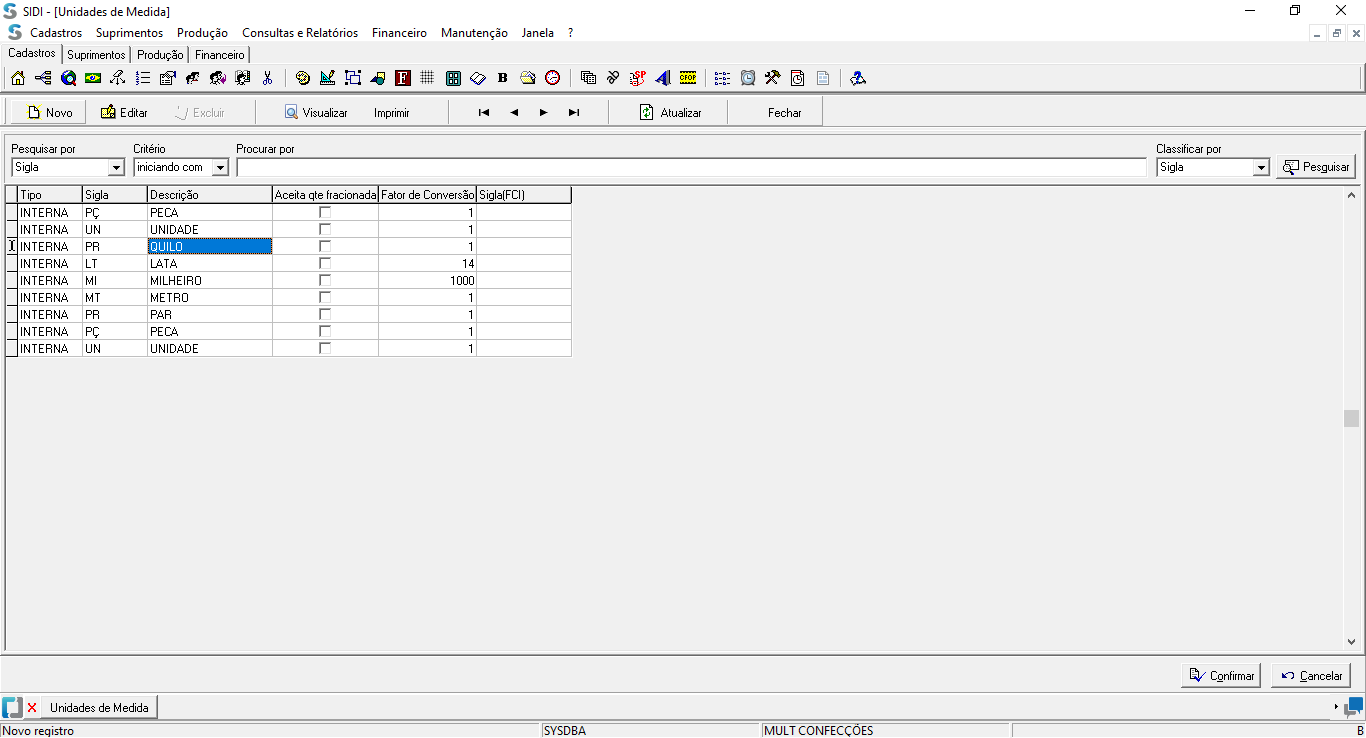 SIDI - [Unidades de Medida]
Cadastros Suprimentos Produção Consultas e Relatórios Financeiro Manutenção Janela ?
Cadastros Suprimentos Produção Financeiro
F B SP CFOP
Novo Editar Excluir Visualizar Imprimir Atualizar Fechar
Pesquisar por Critério Procurar por Classificar por
Sigla iniciando com Sigla Pesquisar
Tipo Sigla Descrição Aceita qte fracionada Fator de Conversão Sigla(FCI)
INTERNA PÇ PECA 1
INTERNA UN UNIDADE 1
INTERNA PR QUILO 1
INTERNA LT LATA 14
INTERNA MI MILHEIRO 1000
INTERNA MT METRO 1
INTERNA PR PAR 1
INTERNA PÇ PECA 1
INTERNA UN UNIDADE 1
Confirmar Cancelar
Unidades de Medida
Novo registro SYSDBA MULT CONFECÇÕES B